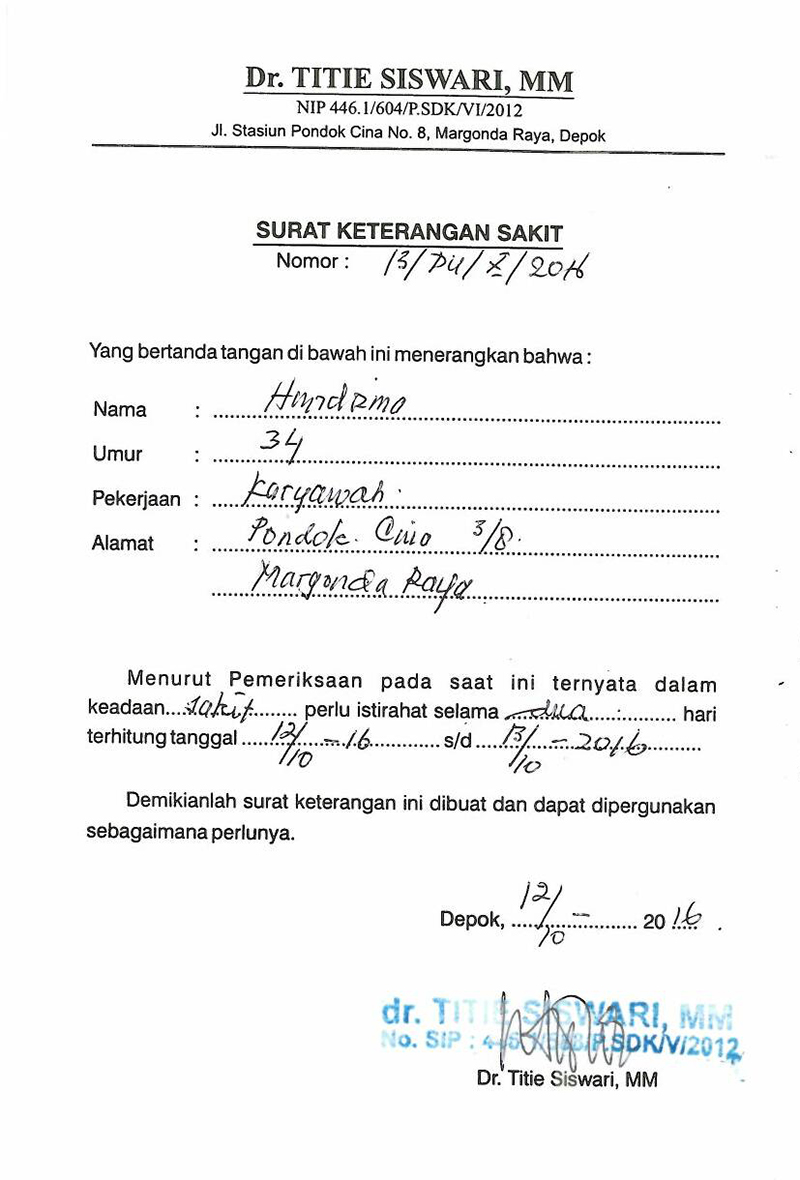 Dr. TITIE SISWARI, MM
NIP 446.1/604/P.SDK/VI/2012
Jl. Stasiun Pondok Cina No. 8, Margonda Raya, Depok
SURAT KETERANGAN SAKIT
Nomor : 13/DU/X/2016
Yang bertanda tangan di bawah ini menerangkan bahwa :
Nama :
Umur : 34
Pekerjaan : Karyawan
Alamat : Pondok Cina 3/8
Margonda Raya
Menurut Pemeriksaan pada saat ini ternyata dalam
keadaan....sakit........ perlu istirahat selama ....dua............ hari
terhitung tanggal ....12/10 - 16............ s/d ....13/10 - 2016..........
Demikianlah surat keterangan ini dibuat dan dapat dipergunakan
sebagaimana perlunya.
Depok, ....12/10 -............ 2016.
dr. TITIE SISWARI, MM
No. SIP : P.SDK/V/2012
Dr. Titie Siswari, MM